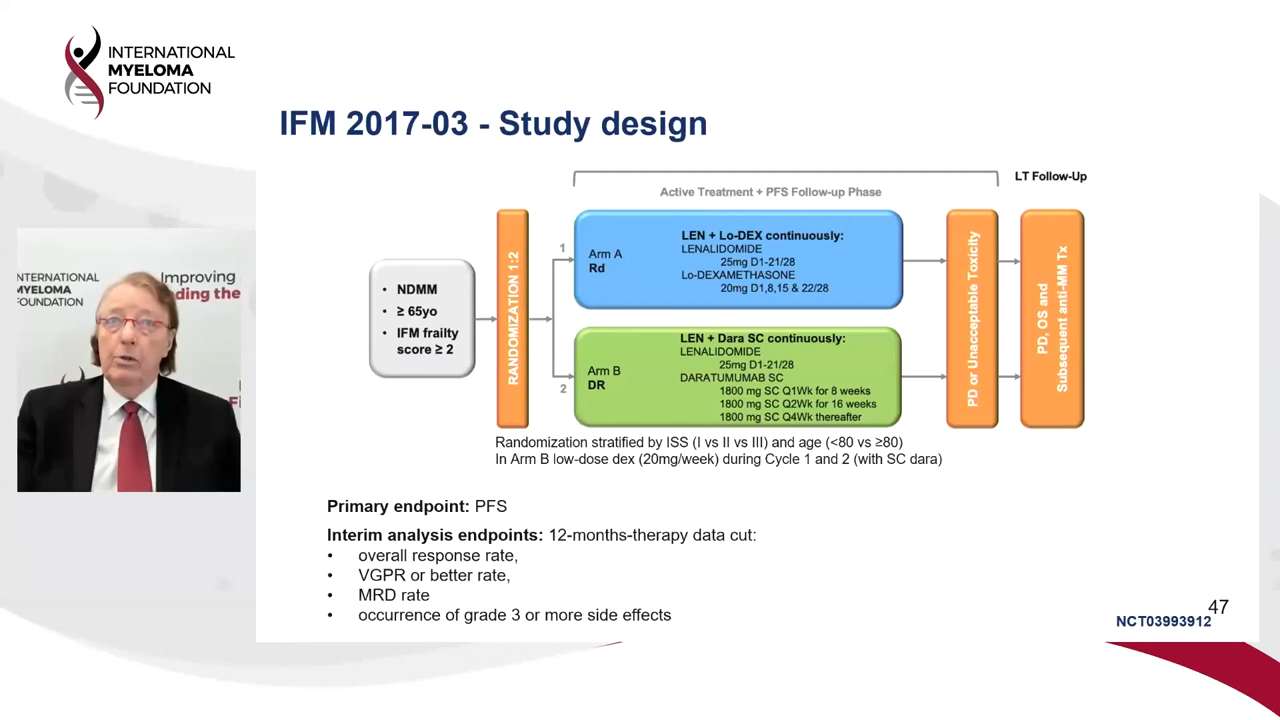 INTERNATIONAL
MYELOMA
FOUNDATION
IFM 2017-03 - Study design
LT Follow-Up
Active Treatment + PFS Follow-up Phase
• NDMM
• ≥ 65yo
• IFM frailty
score ≥ 2
RANDOMIZATION 1:2
1
2
Arm A
Rd
LEN + Lo-DEX continuously:
LENALIDOMIDE
25mg D1-21/28
Lo-DEXAMETHASONE
20mg D1,8,15 & 22/28
Arm B
DR
LEN + Dara SC continuously:
LENALIDOMIDE
25mg D1-21/28
DARATUMUMAB SC
1800 mg SC Q1Wk for 8 weeks
1800 mg SC Q2Wk for 16 weeks
1800 mg SC Q4Wk thereafter
PD or Unacceptable Toxicity
PD, OS and
Subsequent anti-MM Tx
Randomization stratified by ISS (I vs II vs III) and age (<80 vs ≥80)
In Arm B low-dose dex (20mg/week) during Cycle 1 and 2 (with SC dara)
INTERNATIONAL
MYELOMA
FOUNDATION
Improving
nding the
Primary endpoint: PFS
Interim analysis endpoints: 12-months-therapy data cut:
• overall response rate,
• VGPR or better rate,
• MRD rate
• occurrence of grade 3 or more side effects
47
NCT03993912